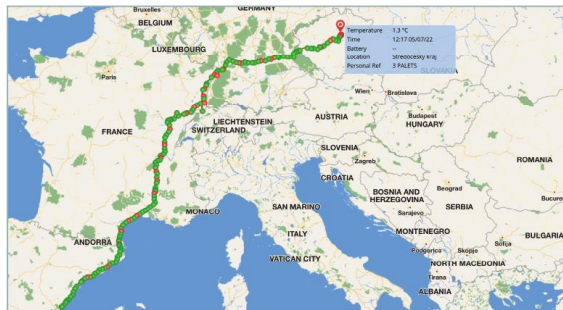 Bruxelles
GERMANY
BELGIUM
LUXEMBOURG
Paris
Temperature 1.3 °C
Time 12:17 05/07/22
Battery --
Location Stredocesky kraj
Personal Ref 3 PALETS
SLOVAKIA
Wien
Bratislava
LIECHTENSTEIN
SWITZERLAND
AUSTRIA
Budapest
HUNGARY
FRANCE
SLOVENIA
Zagreb
CROATIA
ROMANIA
BOSNIA AND
HERZEGOVINA
Beograd
SERBIA
Bucure
MONACO
SAN MARINO
Sarajevo
ANDORRA
ITALY
MONTENEGRO
Podgorica
Skopje
Sofija
BULGARIA
VATICAN CITY
NORTH MACEDONIA
Tirana
ALBANIA